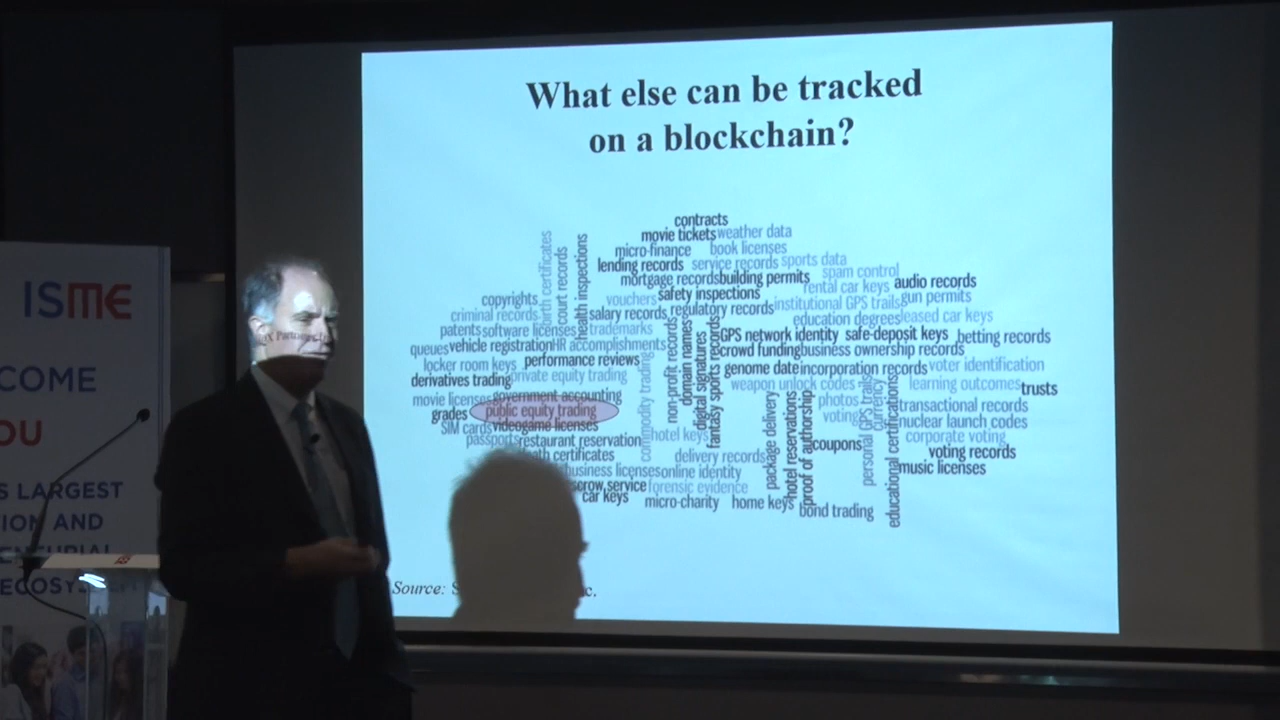 What else can be tracked
on a blockchain?
contracts
movie tickets weather data
micro-finance book licenses
lending records service records sports data
mortgage records building permits spam control
rental car keys audio records
birth certificates
court records
health inspections
copyrights vouchers safety inspections institutional GPS trails gun permits
criminal records salary records regulatory records education degrees leased car keys
patents software licenses trademarks GPS network identity safe-deposit keys betting records
queues vehicle registration HR accomplishments crowd funding business ownership records
locker room keys performance reviews genome date incorporation records voter identification
derivatives trading private equity trading weapon unlock codes learning outcomes trusts
movie licenses government accounting photos transactional records
grades public equity trading voting nuclear launch codes
SIM cards videogame licenses hotel keys corporate voting
passports restaurant reservation coupons voting records
commodity trading
non-profit records
domain names
digital signatures
fantasy sports records
package delivery
hotel reservations
proof of authorship
personal GPS trails
currency
educational certifications
certificates delivery records music licenses
business licenses online identity
service forensic evidence
car keys micro-charity home keys bond trading
Source:
ISME
COME
OU
S LARGEST
ION AND